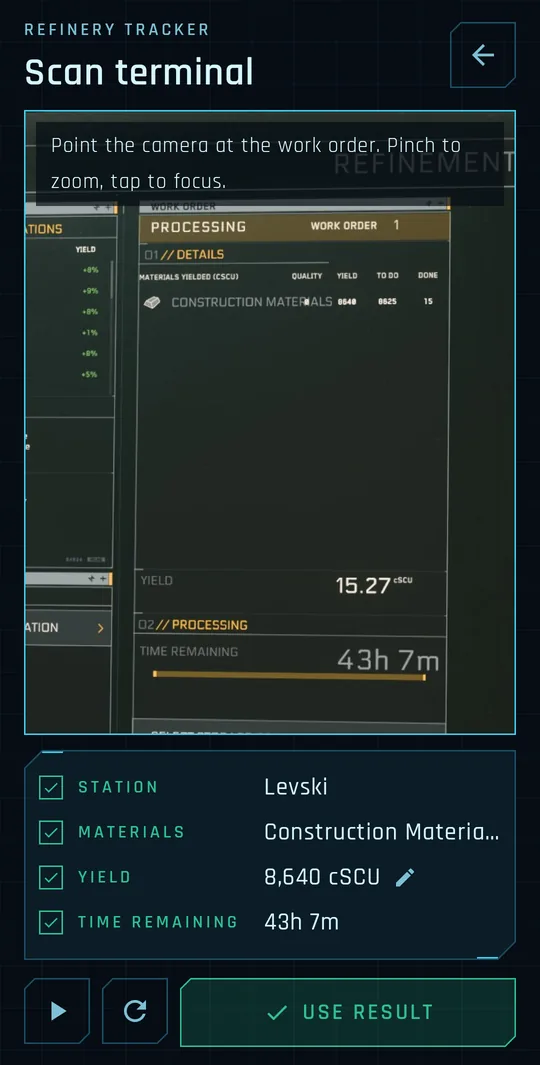 REFINERY TRACKER
Scan terminal
Point the camera at the work order. Pinch to
zoom, tap to focus.
REFINEMENT
WORK ORDER
ATIONS
PROCESSING WORK ORDER 1
YIELD
01 // DETAILS
MATERIALS YIELDED (CSCU) QUALITY YIELD TO DO DONE
CONSTRUCTION MATERIALS 8640 8625 15
+8%
+9%
+8%
+1%
+8%
+5%
YIELD 15.27 cSCU
02 // PROCESSING
ATION >
TIME REMAINING 43h 7m
STATION Levski
MATERIALS Construction Materia...
YIELD 8,640 cSCU
TIME REMAINING 43h 7m
USE RESULT